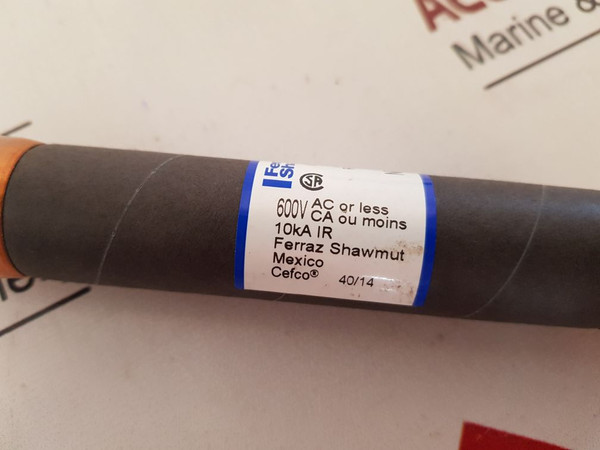 600V AC or less
CA ou moins
10kA IR
Ferraz Shawmut
Mexico
Cefco® 40/14
Marine &